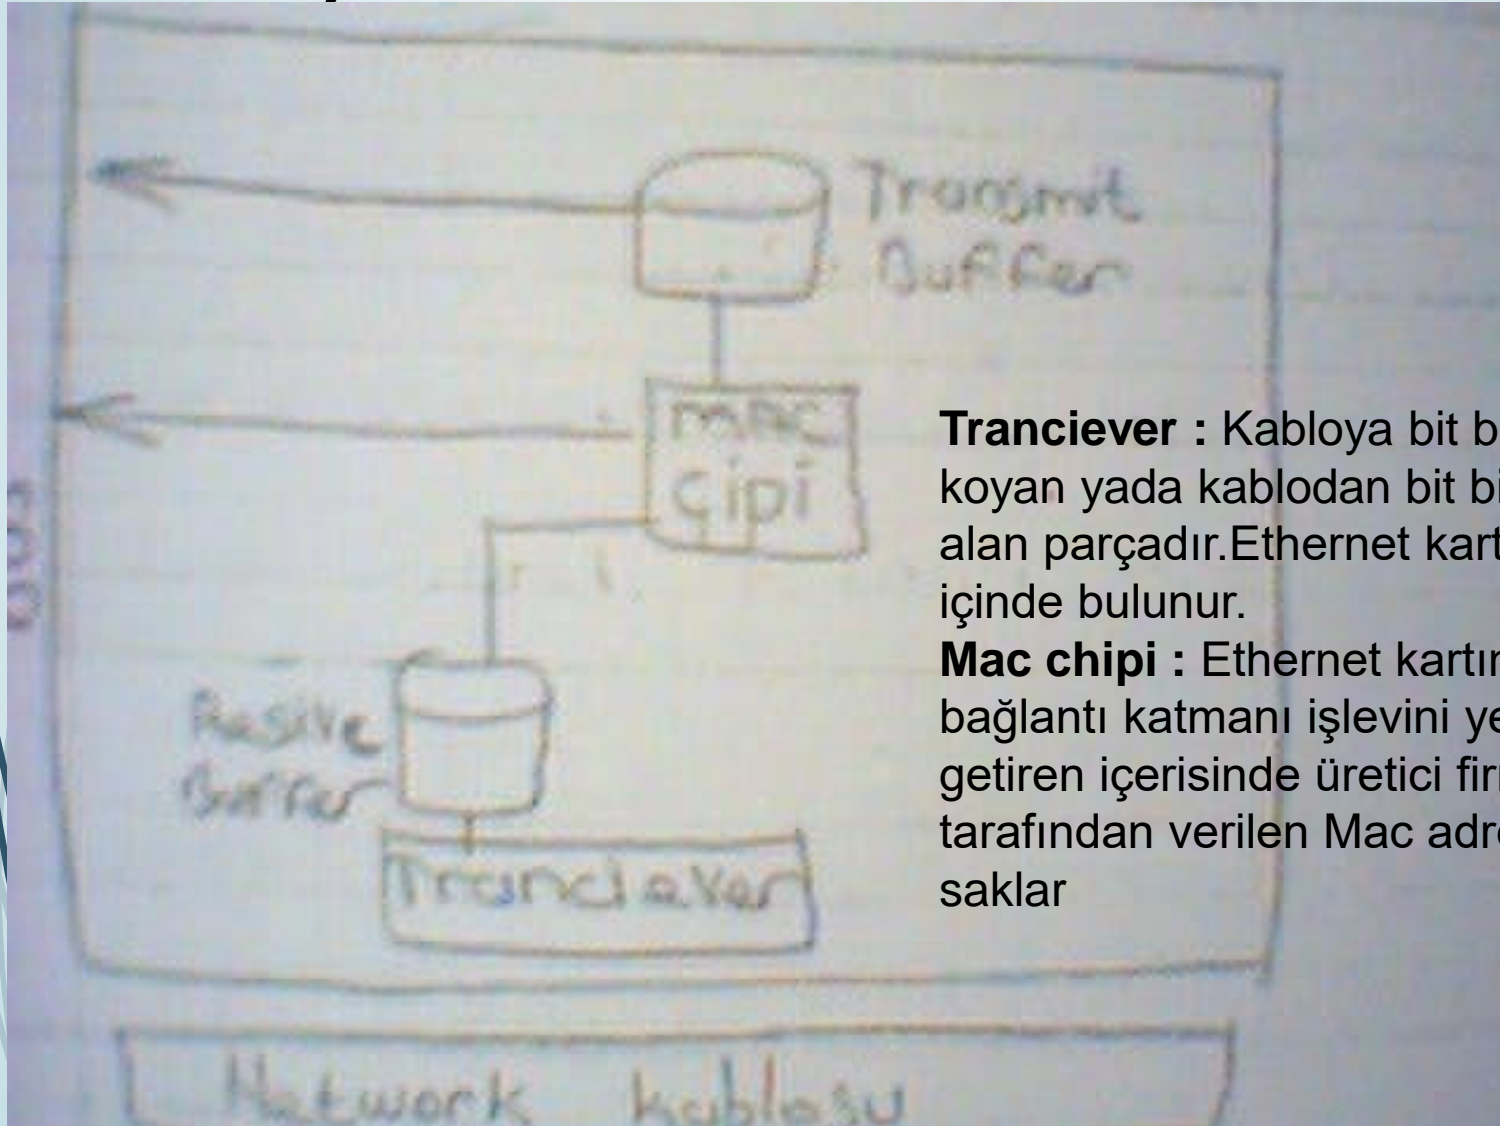 Transmit
Buffer
MAC
Çipi
Tranciever : Kabloya bit b
koyan yada kablodan bit bi
alan parçadır.Ethernet kart
içinde bulunur.
Mac chipi : Ethernet kartın
bağlantı katmanı işlevini ye
getiren içerisinde üretici fir
tarafından verilen Mac adre
saklar
Resive
Buffer
Tranciever
Network kablosu